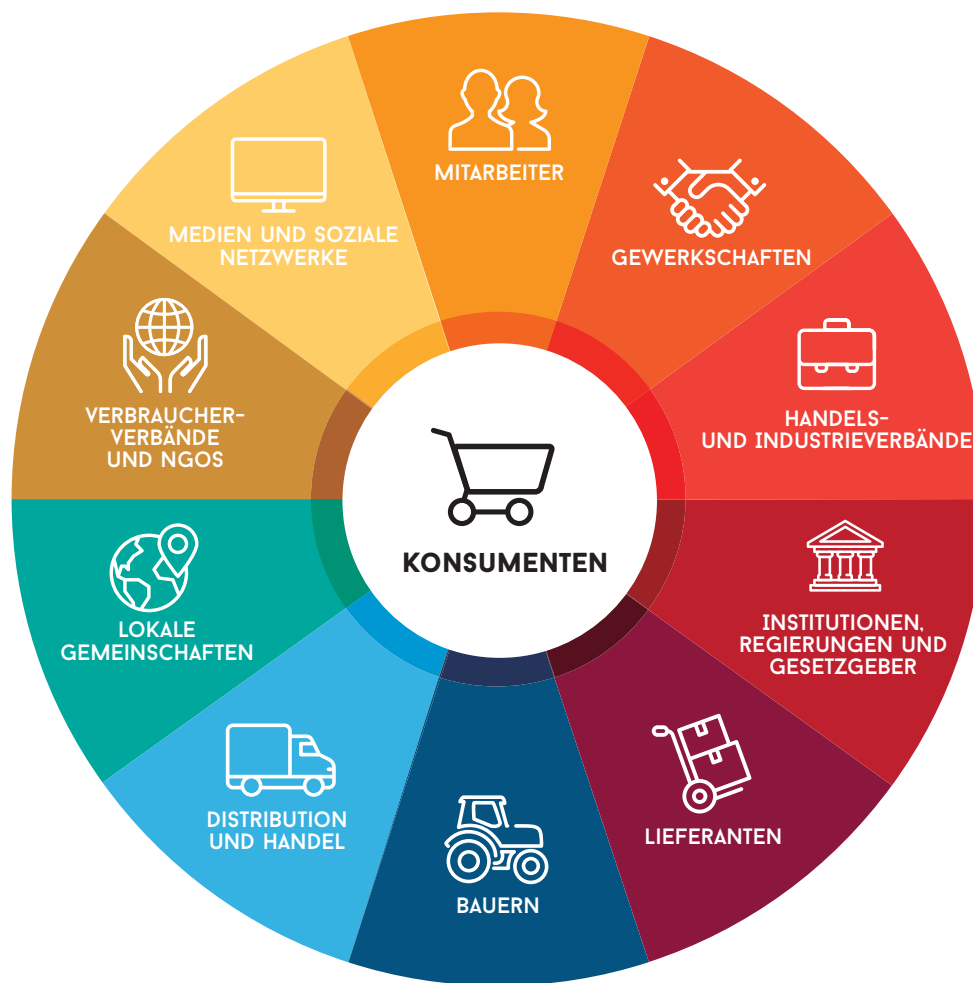 MITARBEITER
GEWERKSCHAFTEN
HANDELS-
UND INDUSTRIEVERBÄNDE
INSTITUTIONEN,
REGIERUNGEN UND
GESETZGEBER
LIEFERANTEN
BAUERN
DISTRIBUTION
UND HANDEL
LOKALE
GEMEINSCHAFTEN
VERBRAUCHER-
VERBÄNDE
UND NGOS
MEDIEN UND SOZIALE
NETZWERKE
KONSUMENTEN